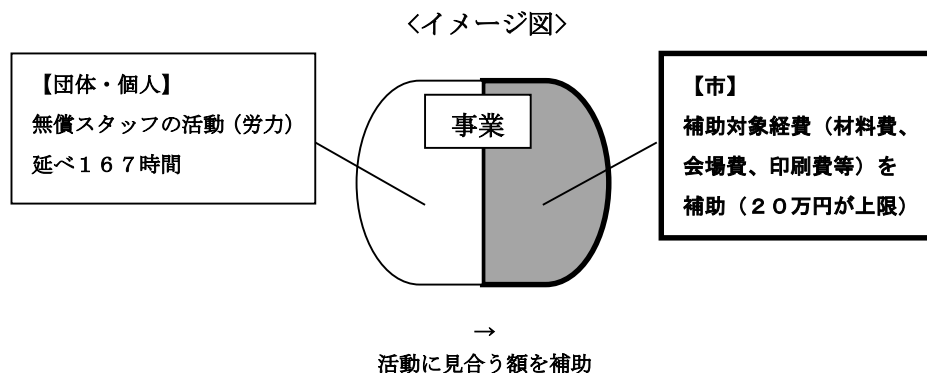 <イメージ図>
【団体・個人】
無償スタッフの活動（労力）
延べ１６７時間
事業
【市】
補助対象経費（材料費、
会場費、印刷費等）を
補助（２０万円が上限）
→
活動に見合う額を補助